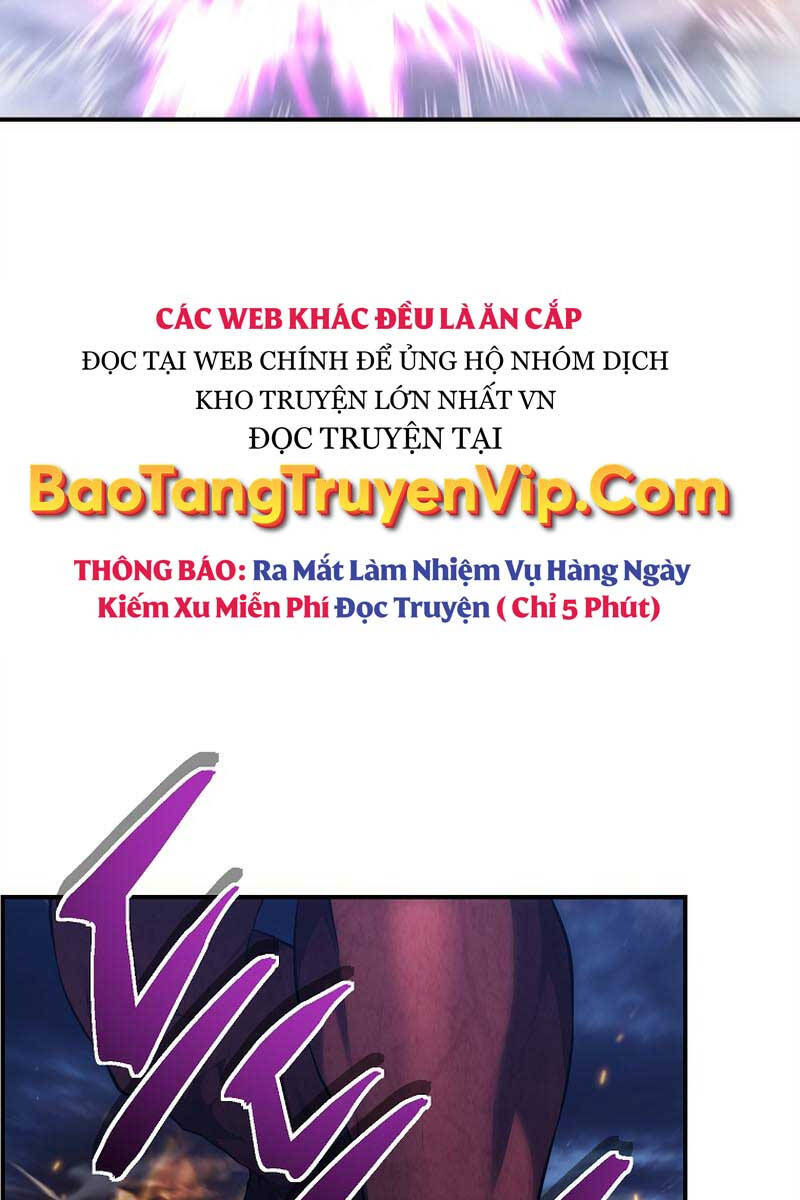 CÁC WEB KHÁC ĐỀU LÀ ĂN CẮP
ĐỌC TẠI WEB CHÍNH ĐỂ ỦNG HỘ NHÓM DỊCH
KHO TRUYỆN LỚN NHẤT VN
ĐỌC TRUYỆN TẠI
BaoTangTruyenVip.Com
THÔNG BÁO: Ra Mắt Làm Nhiệm Vụ Hàng Ngày
Kiếm Xu Miễn Phí Đọc Truyện ( Chỉ 5 Phút)